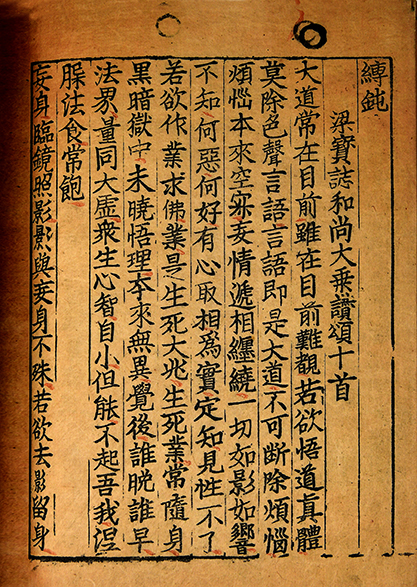 縛鈍
梁寶誌和尚大乘讚頌十首
大道常在目前雖在目前難覩若欲悟道真體
莫除色聲言語言語即是大道不可斷除煩惱
煩惱本來空寂妄情遞相纏繞一切如影如響
不知何惡何好有心取相爲實定知見性不了
若欲作業求佛業是生死大兆生死業常隨身
黑暗獄中未曉悟理本來無異覺後誰晚誰早
法界量同大虛衆生心智自小但能不起吾我涅
槃法食常飽
妄身臨鏡照影影與妄身不殊若欲去影留身